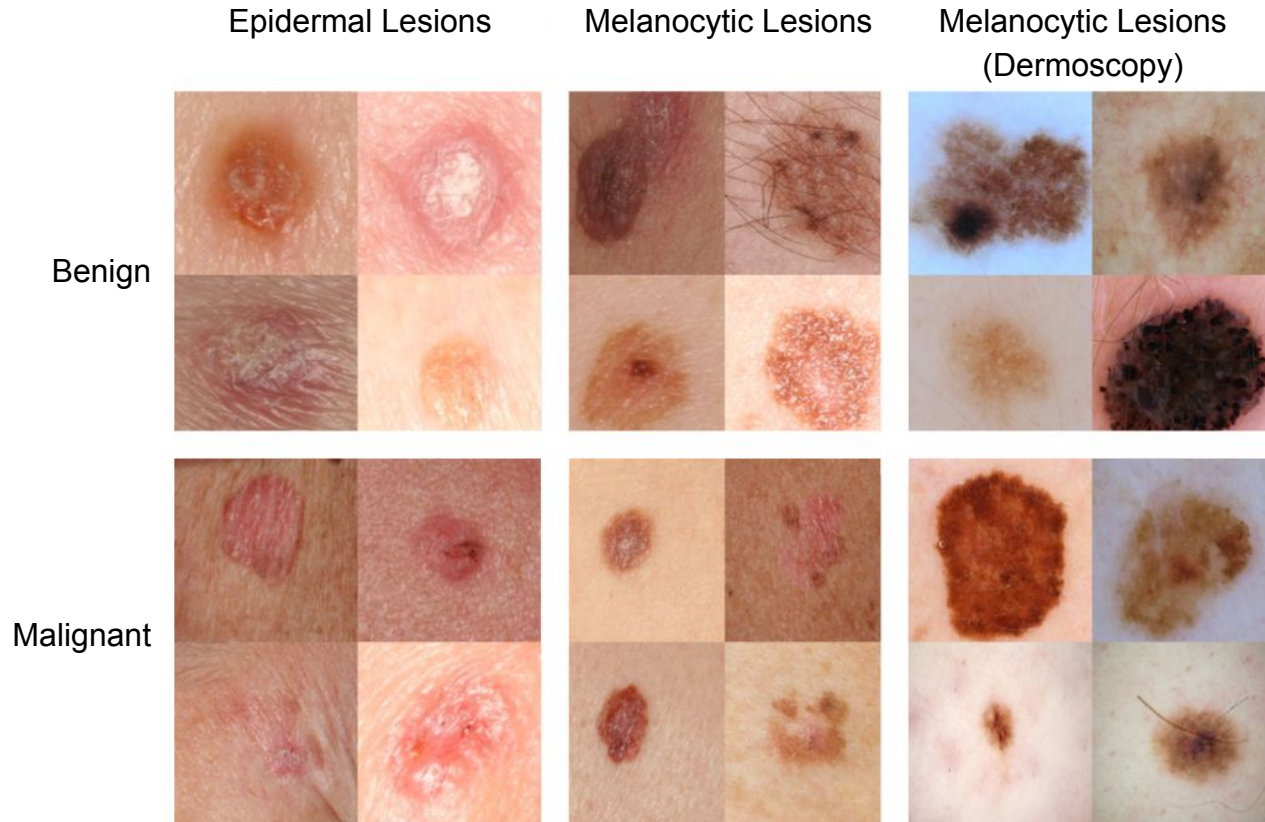 Epidermal Lesions
Melanocytic Lesions
Melanocytic Lesions
(Dermoscopy)
Benign
Malignant